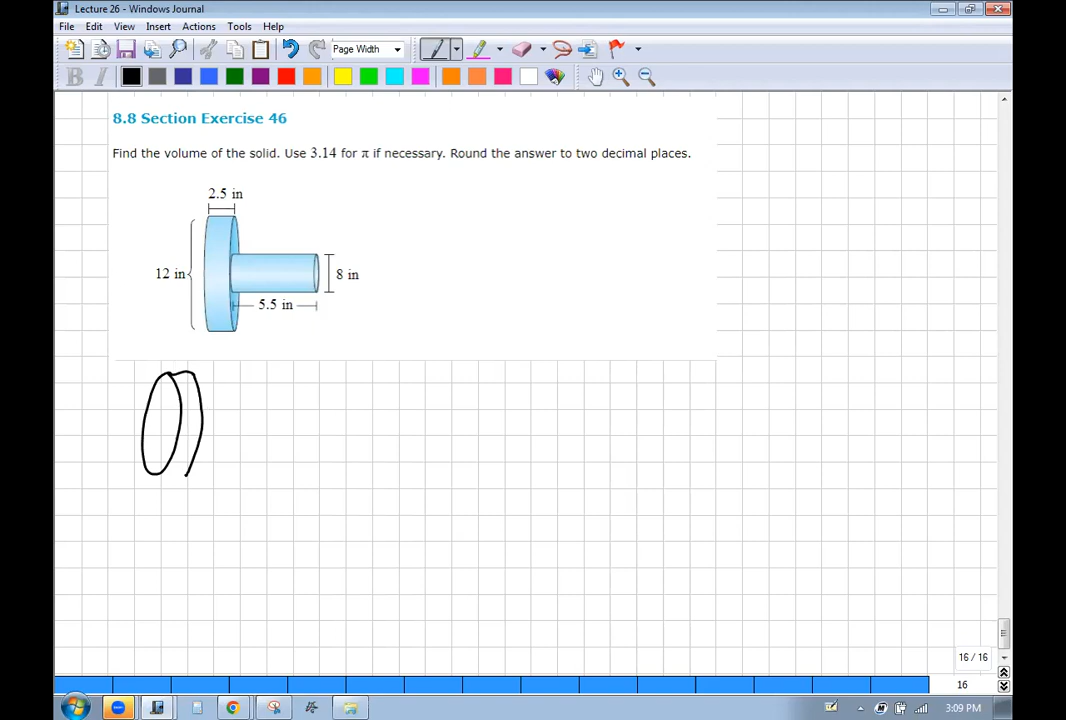 Lecture 26 - Windows Journal
File Edit View Insert Actions Tools Help
Page Width
B I
8.8 Section Exercise 46
Find the volume of the solid. Use 3.14 for π if necessary. Round the answer to two decimal places.
2.5 in
12 in
8 in
5.5 in
16 / 16
16
3:09 PM